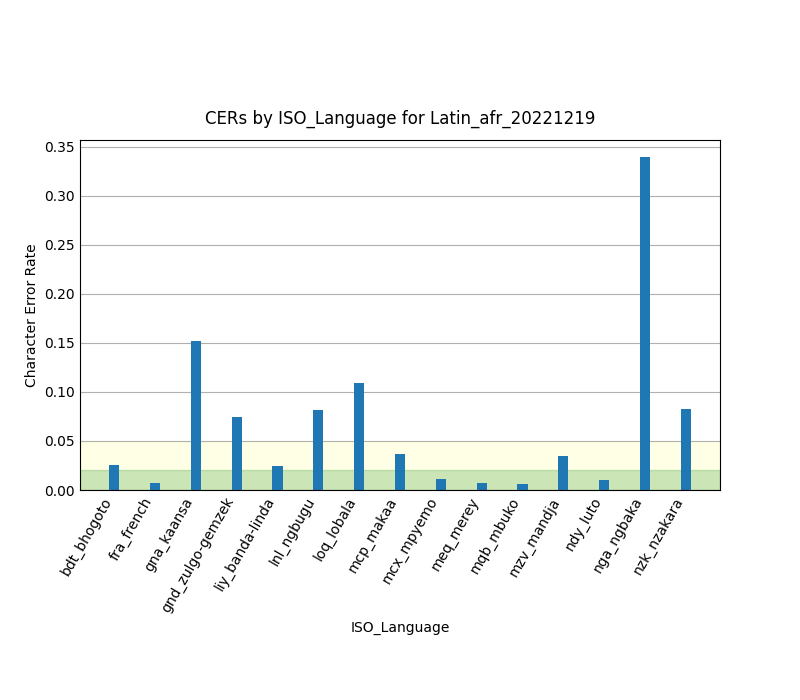 CERs by ISO_Language for Latin_afr_20221219
Character Error Rate
0.35
0.30
0.25
0.20
0.15
0.10
0.05
0.00
bdt_bhogoto
fra_french
gna_kaansa
gnd_zulgo-gemzek
liy_banda-linda
lnl_ngbugu
loq_lobala
mcp_makaa
mcx_mpyemo
meq_merey
mqb_mbuko
mzv_mandja
ndy_luto
nga_ngbaka
nzk_nzakara
ISO_Language